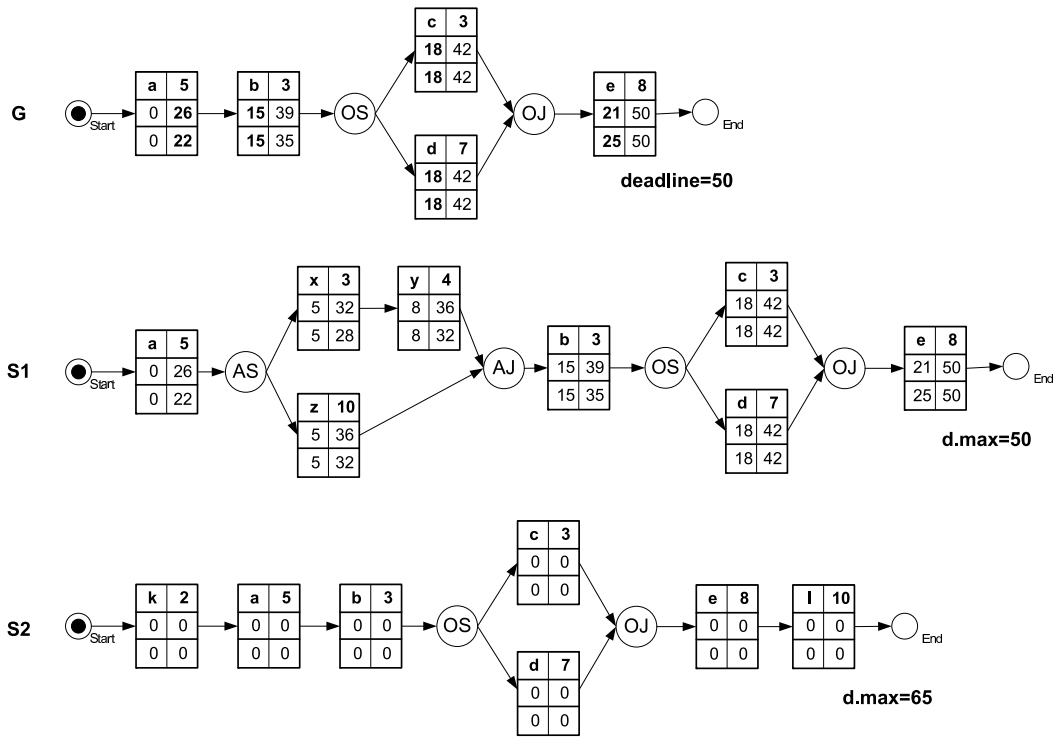 G
Start
a 5
0 26
0 22
b 3
15 39
15 35
OS
c 3
18 42
18 42
d 7
18 42
18 42
OJ
e 8
21 50
25 50
End
deadline=50
S1
Start
a 5
0 26
0 22
AS
x 3
5 32
5 28
y 4
8 36
8 32
z 10
5 36
5 32
AJ
b 3
15 39
15 35
OS
c 3
18 42
18 42
d 7
18 42
18 42
OJ
e 8
21 50
25 50
End
d.max=50
S2
Start
k 2
0 0
0 0
a 5
0 0
0 0
b 3
0 0
0 0
OS
c 3
0 0
0 0
d 7
0 0
0 0
OJ
e 8
0 0
0 0
l 10
0 0
0 0
End
d.max=65